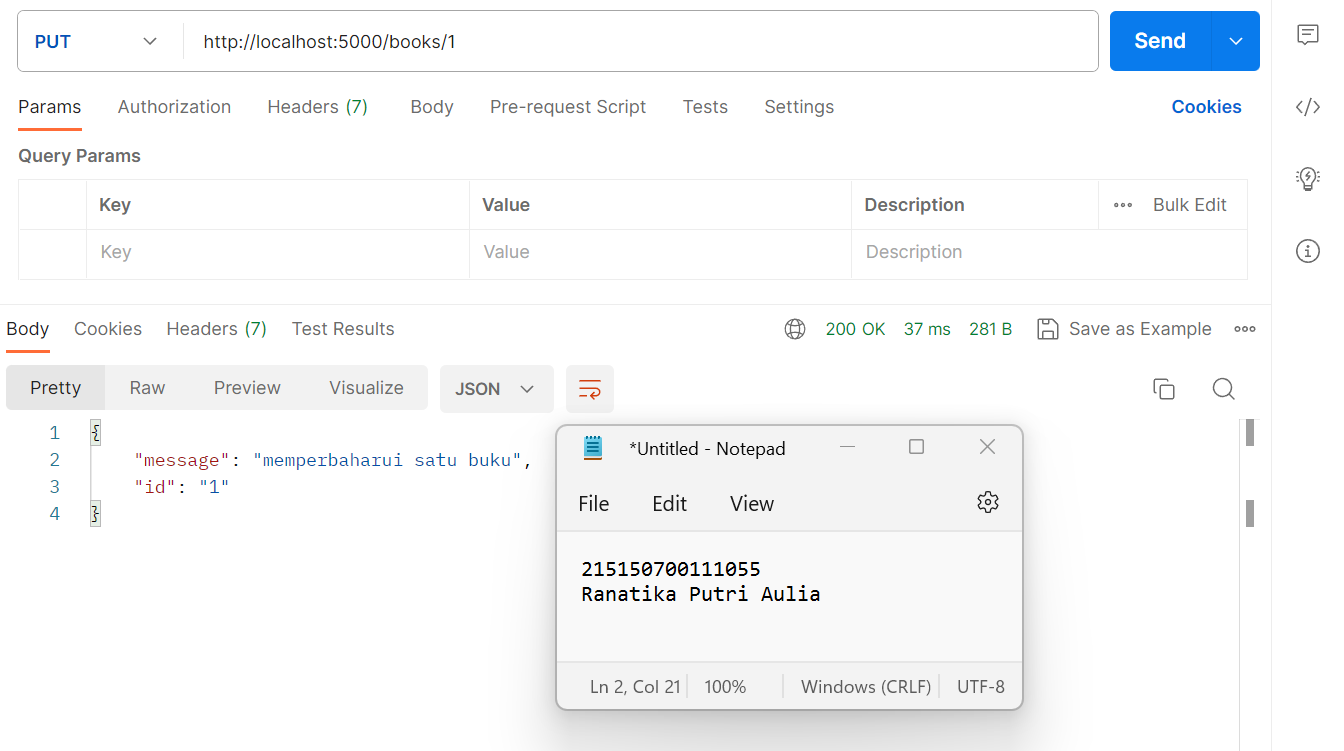 PUT http://localhost:5000/books/1 Send
Params Authorization Headers (7) Body Pre-request Script Tests Settings Cookies
Query Params
Key Value Description Bulk Edit
Key Value Description
Body Cookies Headers (7) Test Results 200 OK 37 ms 281 B Save as Example
Pretty Raw Preview Visualize JSON
1 {
2 "message": "memperbaharui satu buku",
3 "id": "1"
4 }
*Untitled - Notepad
File Edit View
215150700111055
Ranatika Putri Aulia
Ln 2, Col 21 100% Windows (CRLF) UTF-8